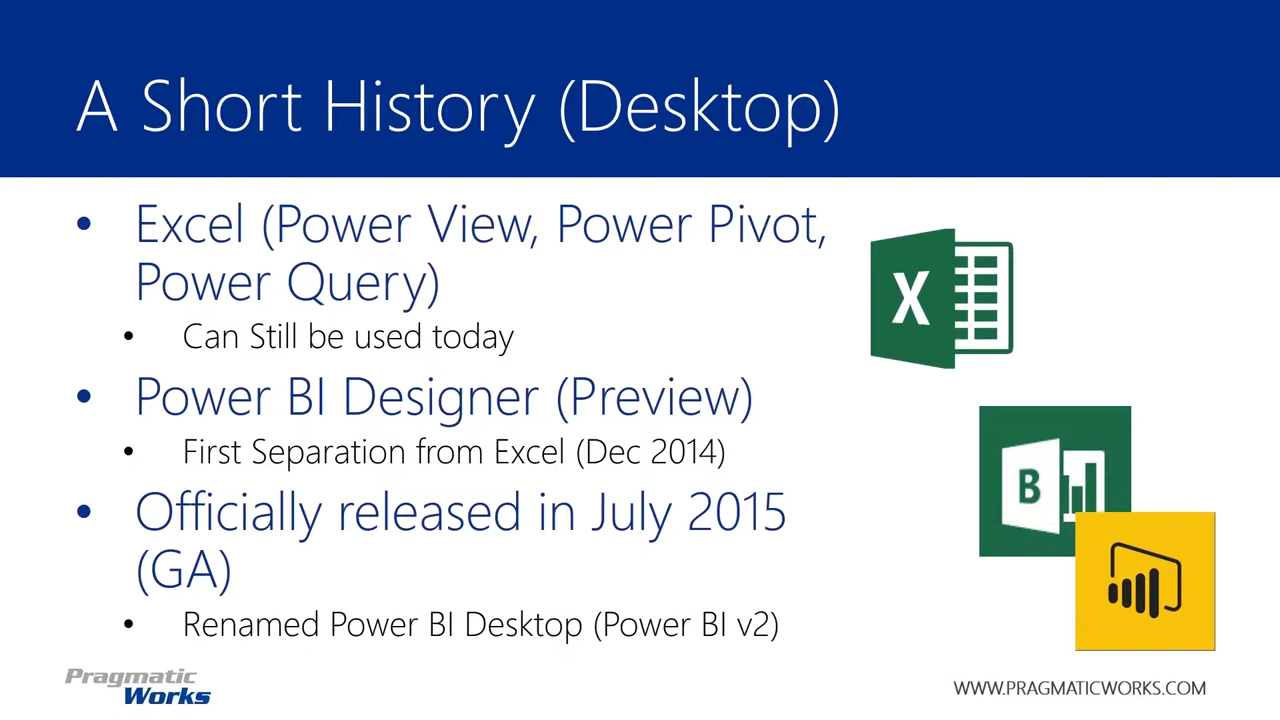 A Short History (Desktop)
• Excel (Power View, Power Pivot,
Power Query)
• Can Still be used today
• Power BI Designer (Preview)
• First Separation from Excel (Dec 2014)
• Officially released in July 2015
(GA)
• Renamed Power BI Desktop (Power BI v2)
X
B
Pragmatic
Works
WWW.PRAGMATICWORKS.COM